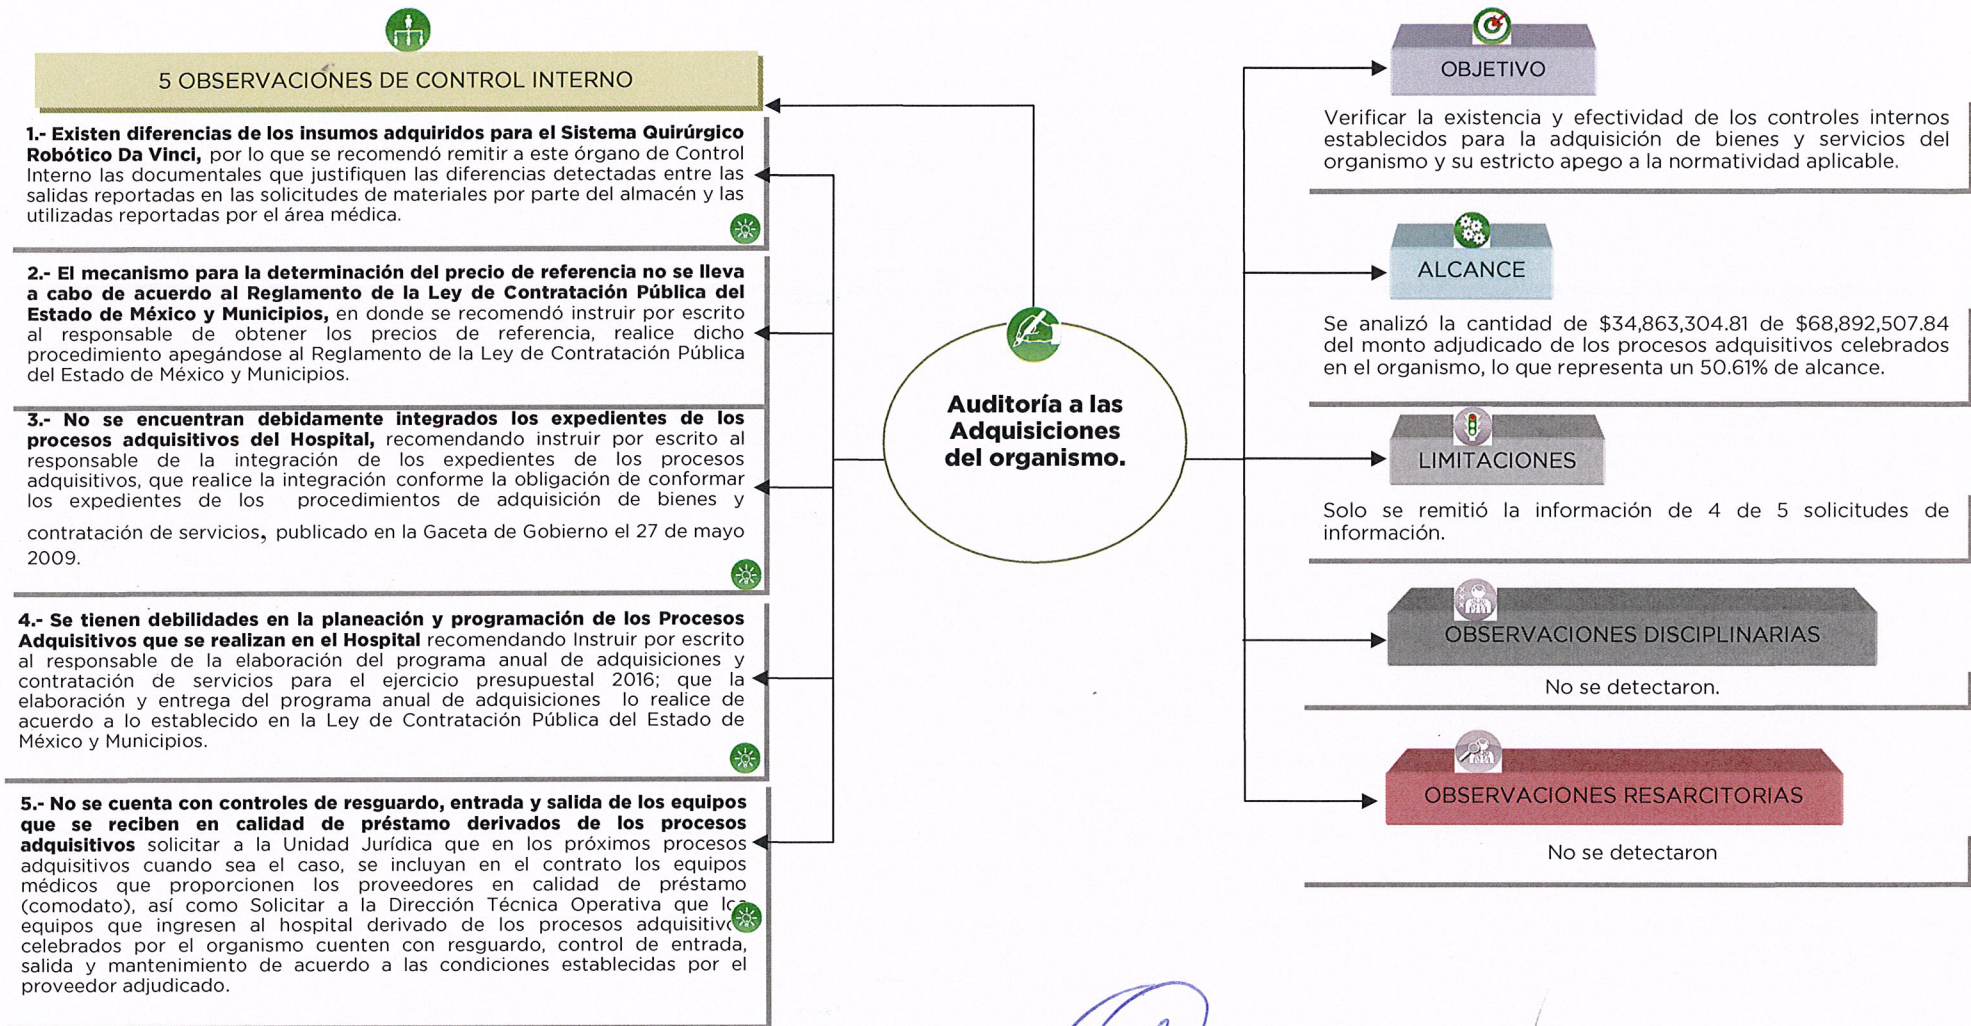 5 OBSERVACIONES DE CONTROL INTERNO
1.- Existen diferencias de los insumos adquiridos para el Sistema Quirúrgico
Robótico Da Vinci, por lo que se recomendó remitir a este órgano de Control
Interno las documentales que justifiquen las diferencias detectadas entre las
salidas reportadas en las solicitudes de materiales por parte del almacén y las
utilizadas reportadas por el área médica.
2.- El mecanismo para la determinación del precio de referencia no se lleva
a cabo de acuerdo al Reglamento de la Ley de Contratación Pública del
Estado de México y Municipios, en donde se recomendó instruir por escrito
al responsable de obtener los precios de referencia, realice dicho
procedimiento apegándose al Reglamento de la Ley de Contratación Pública
del Estado de México y Municipios.
3.- No se encuentran debidamente integrados los expedientes de los
procesos adquisitivos del Hospital, recomendando instruir por escrito al
responsable de la integración de los expedientes de los procesos
adquisitivos, que realice la integración conforme la obligación de conformar
los expedientes de los procedimientos de adquisición de bienes y
contratación de servicios, publicado en la Gaceta de Gobierno el 27 de mayo
2009.
4.- Se tienen debilidades en la planeación y programación de los Procesos
Adquisitivos que se realizan en el Hospital recomendando Instruir por escrito
al responsable de la elaboración del programa anual de adquisiciones y
contratación de servicios para el ejercicio presupuestal 2016; que la
elaboración y entrega del programa anual de adquisiciones lo realice de
acuerdo a lo establecido en la Ley de Contratación Pública del Estado de
México y Municipios.
5.- No se cuenta con controles de resguardo, entrada y salida de los equipos
que se reciben en calidad de préstamo derivados de los procesos
adquisitivos solicitar a la Unidad Jurídica que en los próximos procesos
adquisitivos cuando sea el caso, se incluyan en el contrato los equipos
médicos que proporcionen los proveedores en calidad de préstamo
(comodato), así como Solicitar a la Dirección Técnica Operativa que los
equipos que ingresen al hospital derivado de los procesos adquisitivos
celebrados por el organismo cuenten con resguardo, control de entrada,
salida y mantenimiento de acuerdo a las condiciones establecidas por el
proveedor adjudicado.
Auditoría a las
Adquisiciones
del organismo.
OBJETIVO
Verificar la existencia y efectividad de los controles internos
establecidos para la adquisición de bienes y servicios del
organismo y su estricto apego a la normatividad aplicable.
ALCANCE
Se analizó la cantidad de $34,863,304.81 de $68,892,507.84
del monto adjudicado de los procesos adquisitivos celebrados
en el organismo, lo que representa un 50.61% de alcance.
LIMITACIONES
Solo se remitió la información de 4 de 5 solicitudes de
información.
OBSERVACIONES DISCIPLINARIAS
No se detectaron.
OBSERVACIONES RESARCITORIAS
No se detectaron